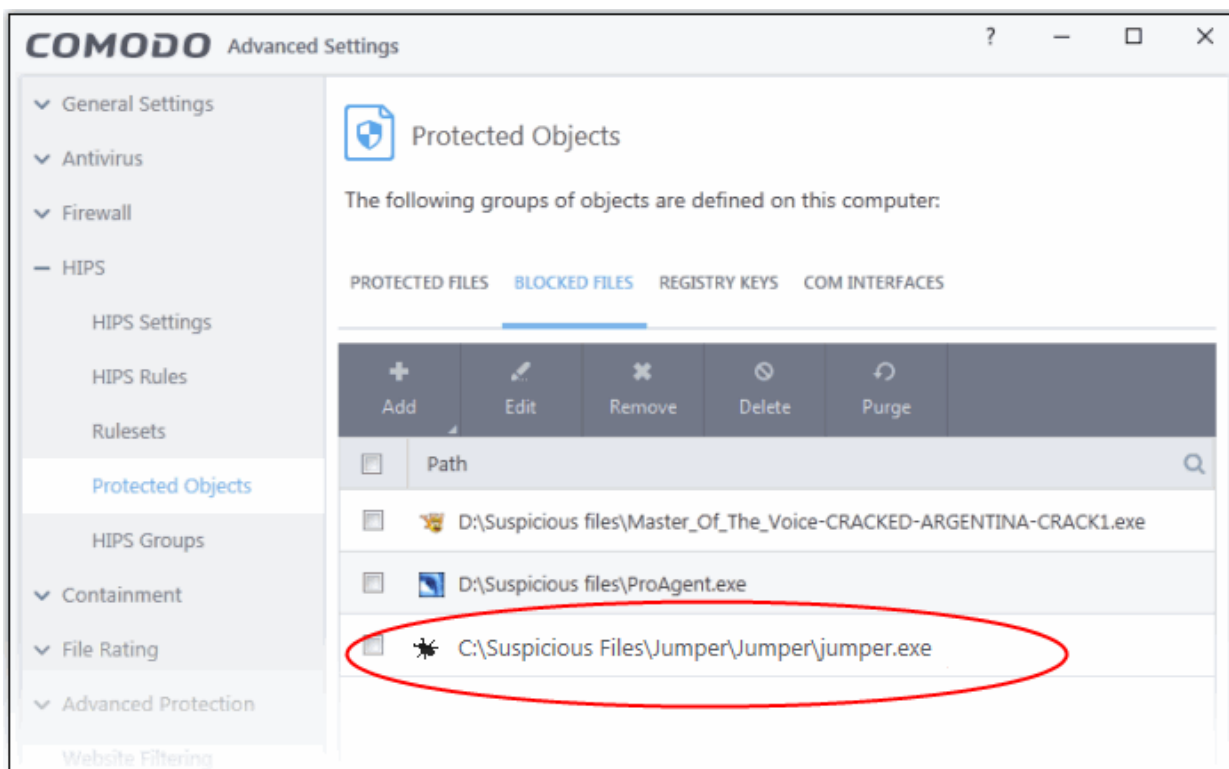 COMODO Advanced Settings ?
General Settings
Antivirus
Firewall
HIPS
HIPS Settings
HIPS Rules
Rulesets
Protected Objects
HIPS Groups
Containment
File Rating
Advanced Protection
Website Filtering
Protected Objects
The following groups of objects are defined on this computer:
PROTECTED FILES BLOCKED FILES REGISTRY KEYS COM INTERFACES
Add Edit Remove Delete Purge
Path
D:\Suspicious files\Master_Of_The_Voice-CRACKED-ARGENTINA-CRACK1.exe
D:\Suspicious files\ProAgent.exe
C:\Suspicious Files\Jumper\Jumper\jumper.exe